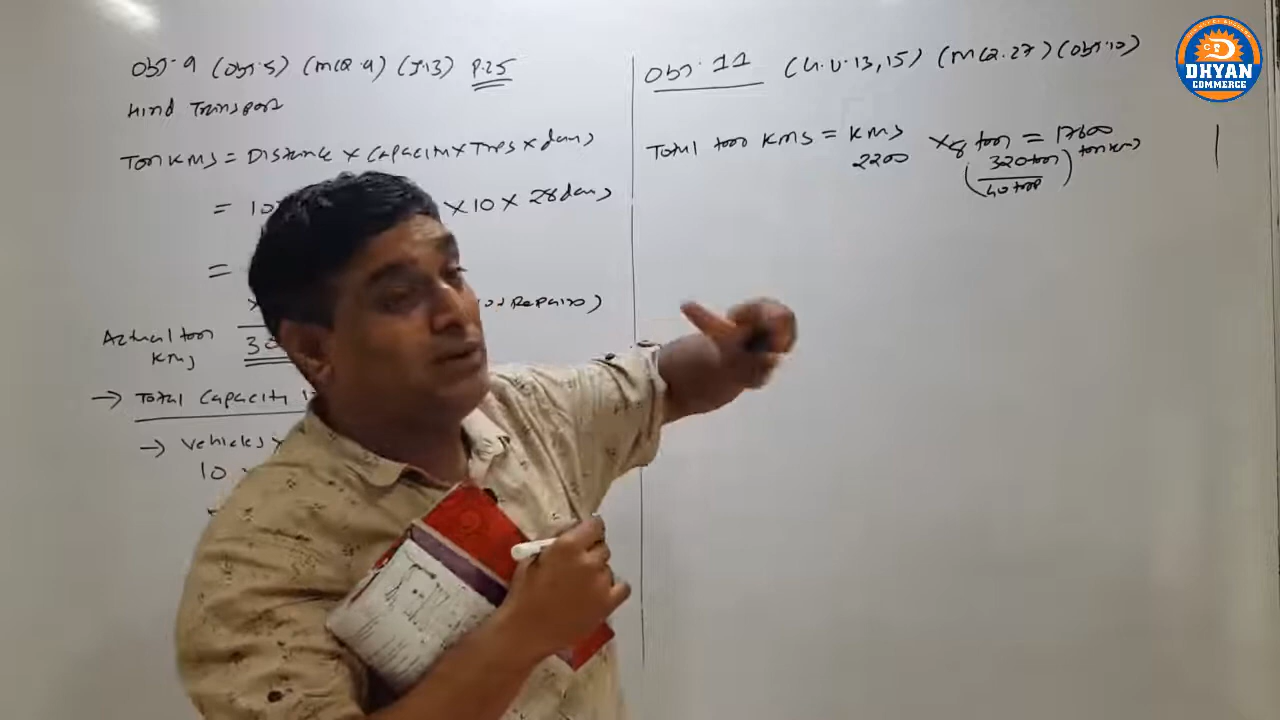 Obj. 9 (Obj. 5) (MCQ. 9) (J.13) P.25
Hind Transport
Ton Kms = Distance × Capacity × Trips × days
= 10 × 10 × 28 days
=
Repairs)
Actual ton 30
Kms
→ Total Capacity
→ Vehicles ×
10
Obj. 11 (G.U. 13, 15) (MCQ. 27) (Obj. 10)
Total ton Kms = Kms × 8 ton = 17600
2200 (320 ton) ton kms
40 trip
DHYAN
COMMERCE